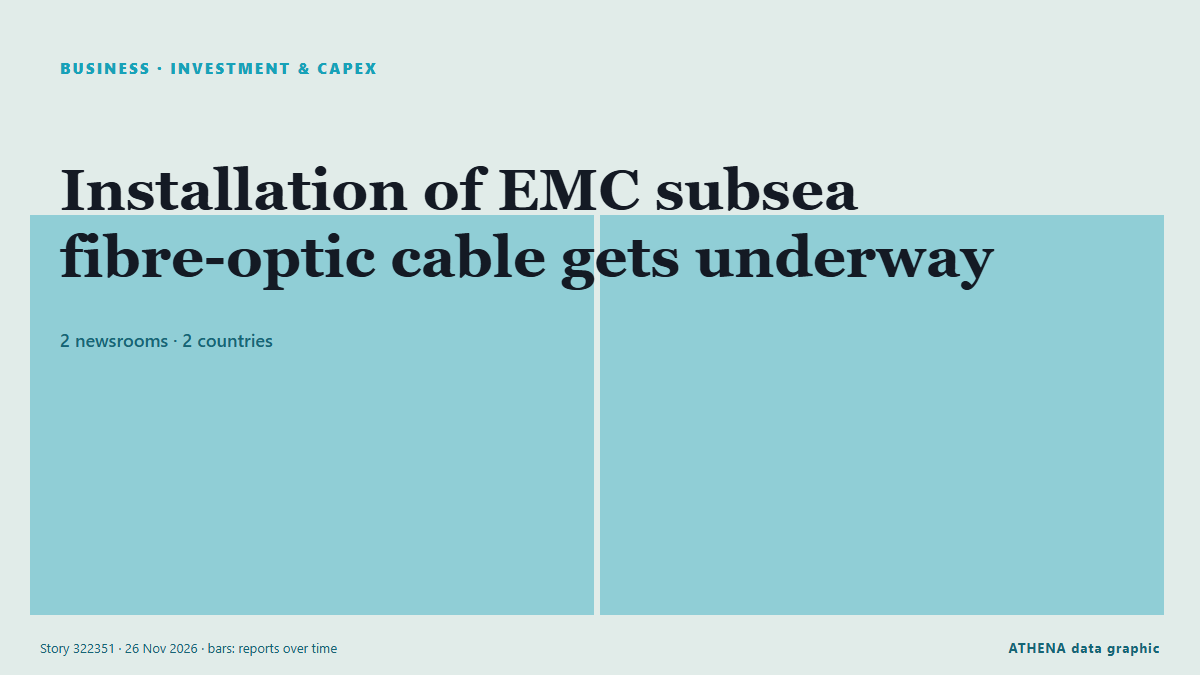 BUSINESS · INVESTMENT & CAPEX
Installation of EMC subsea
fibre-optic cable gets underway
2 newsrooms · 2 countries
Story 322351 · 26 Nov 2026 · bars: reports over time
ATHENA data graphic